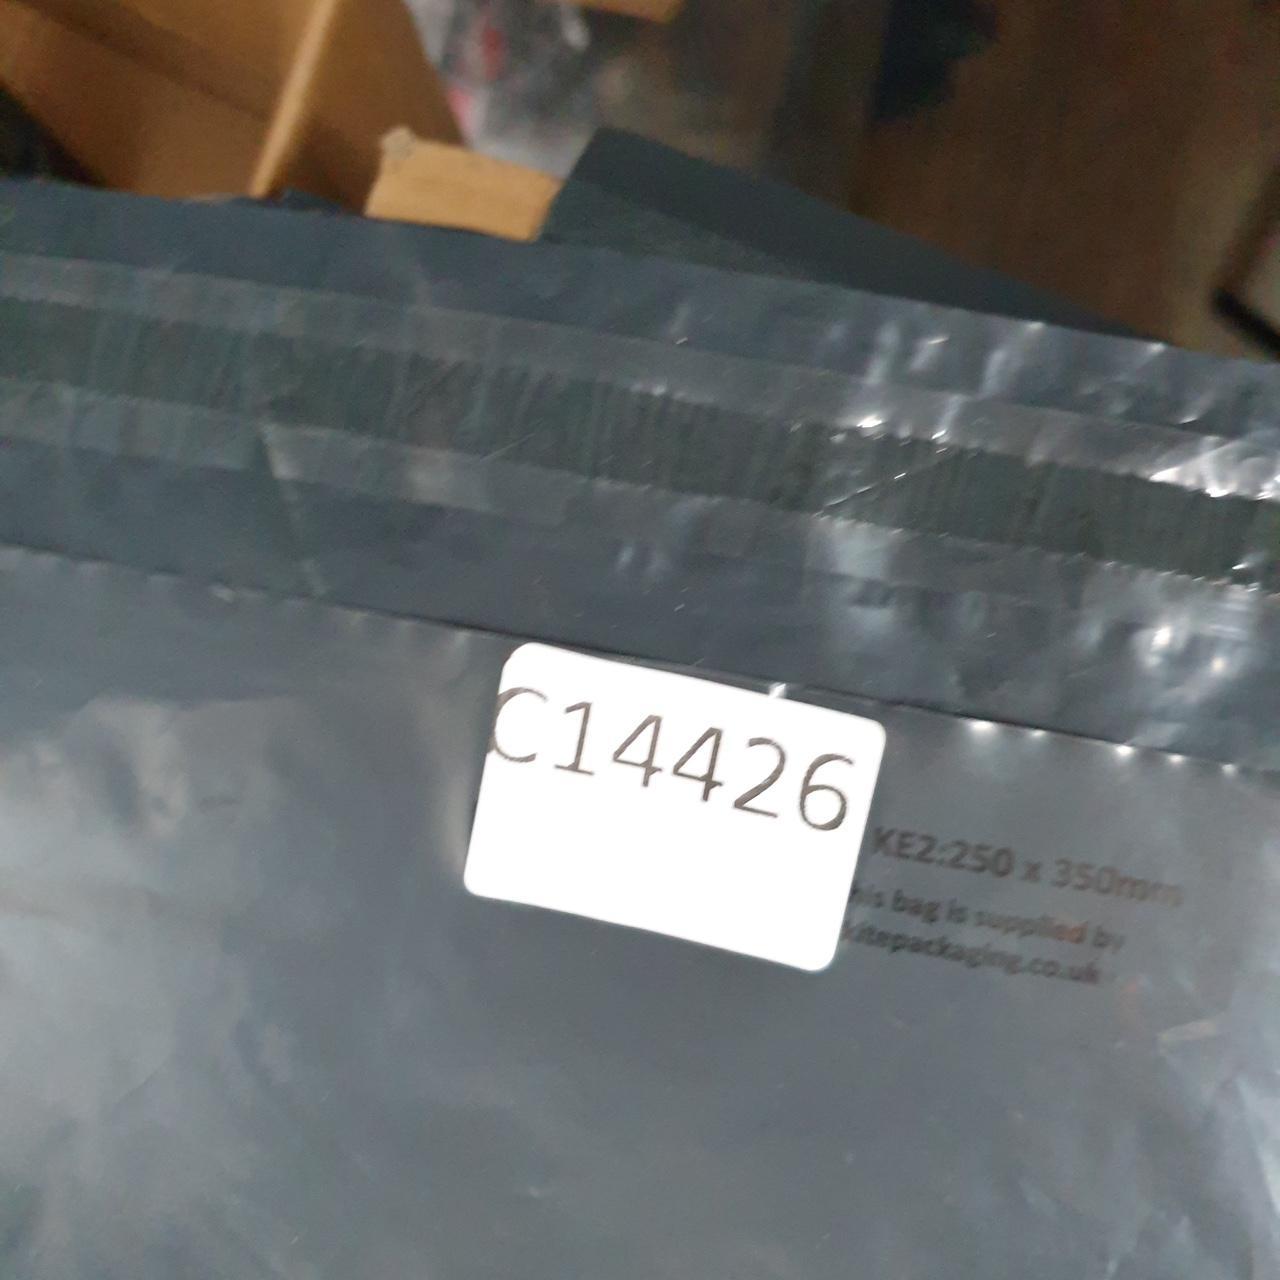 C14426
KE2:250 x 350mm
his bag is supplied by
kitepackaging.co.uk